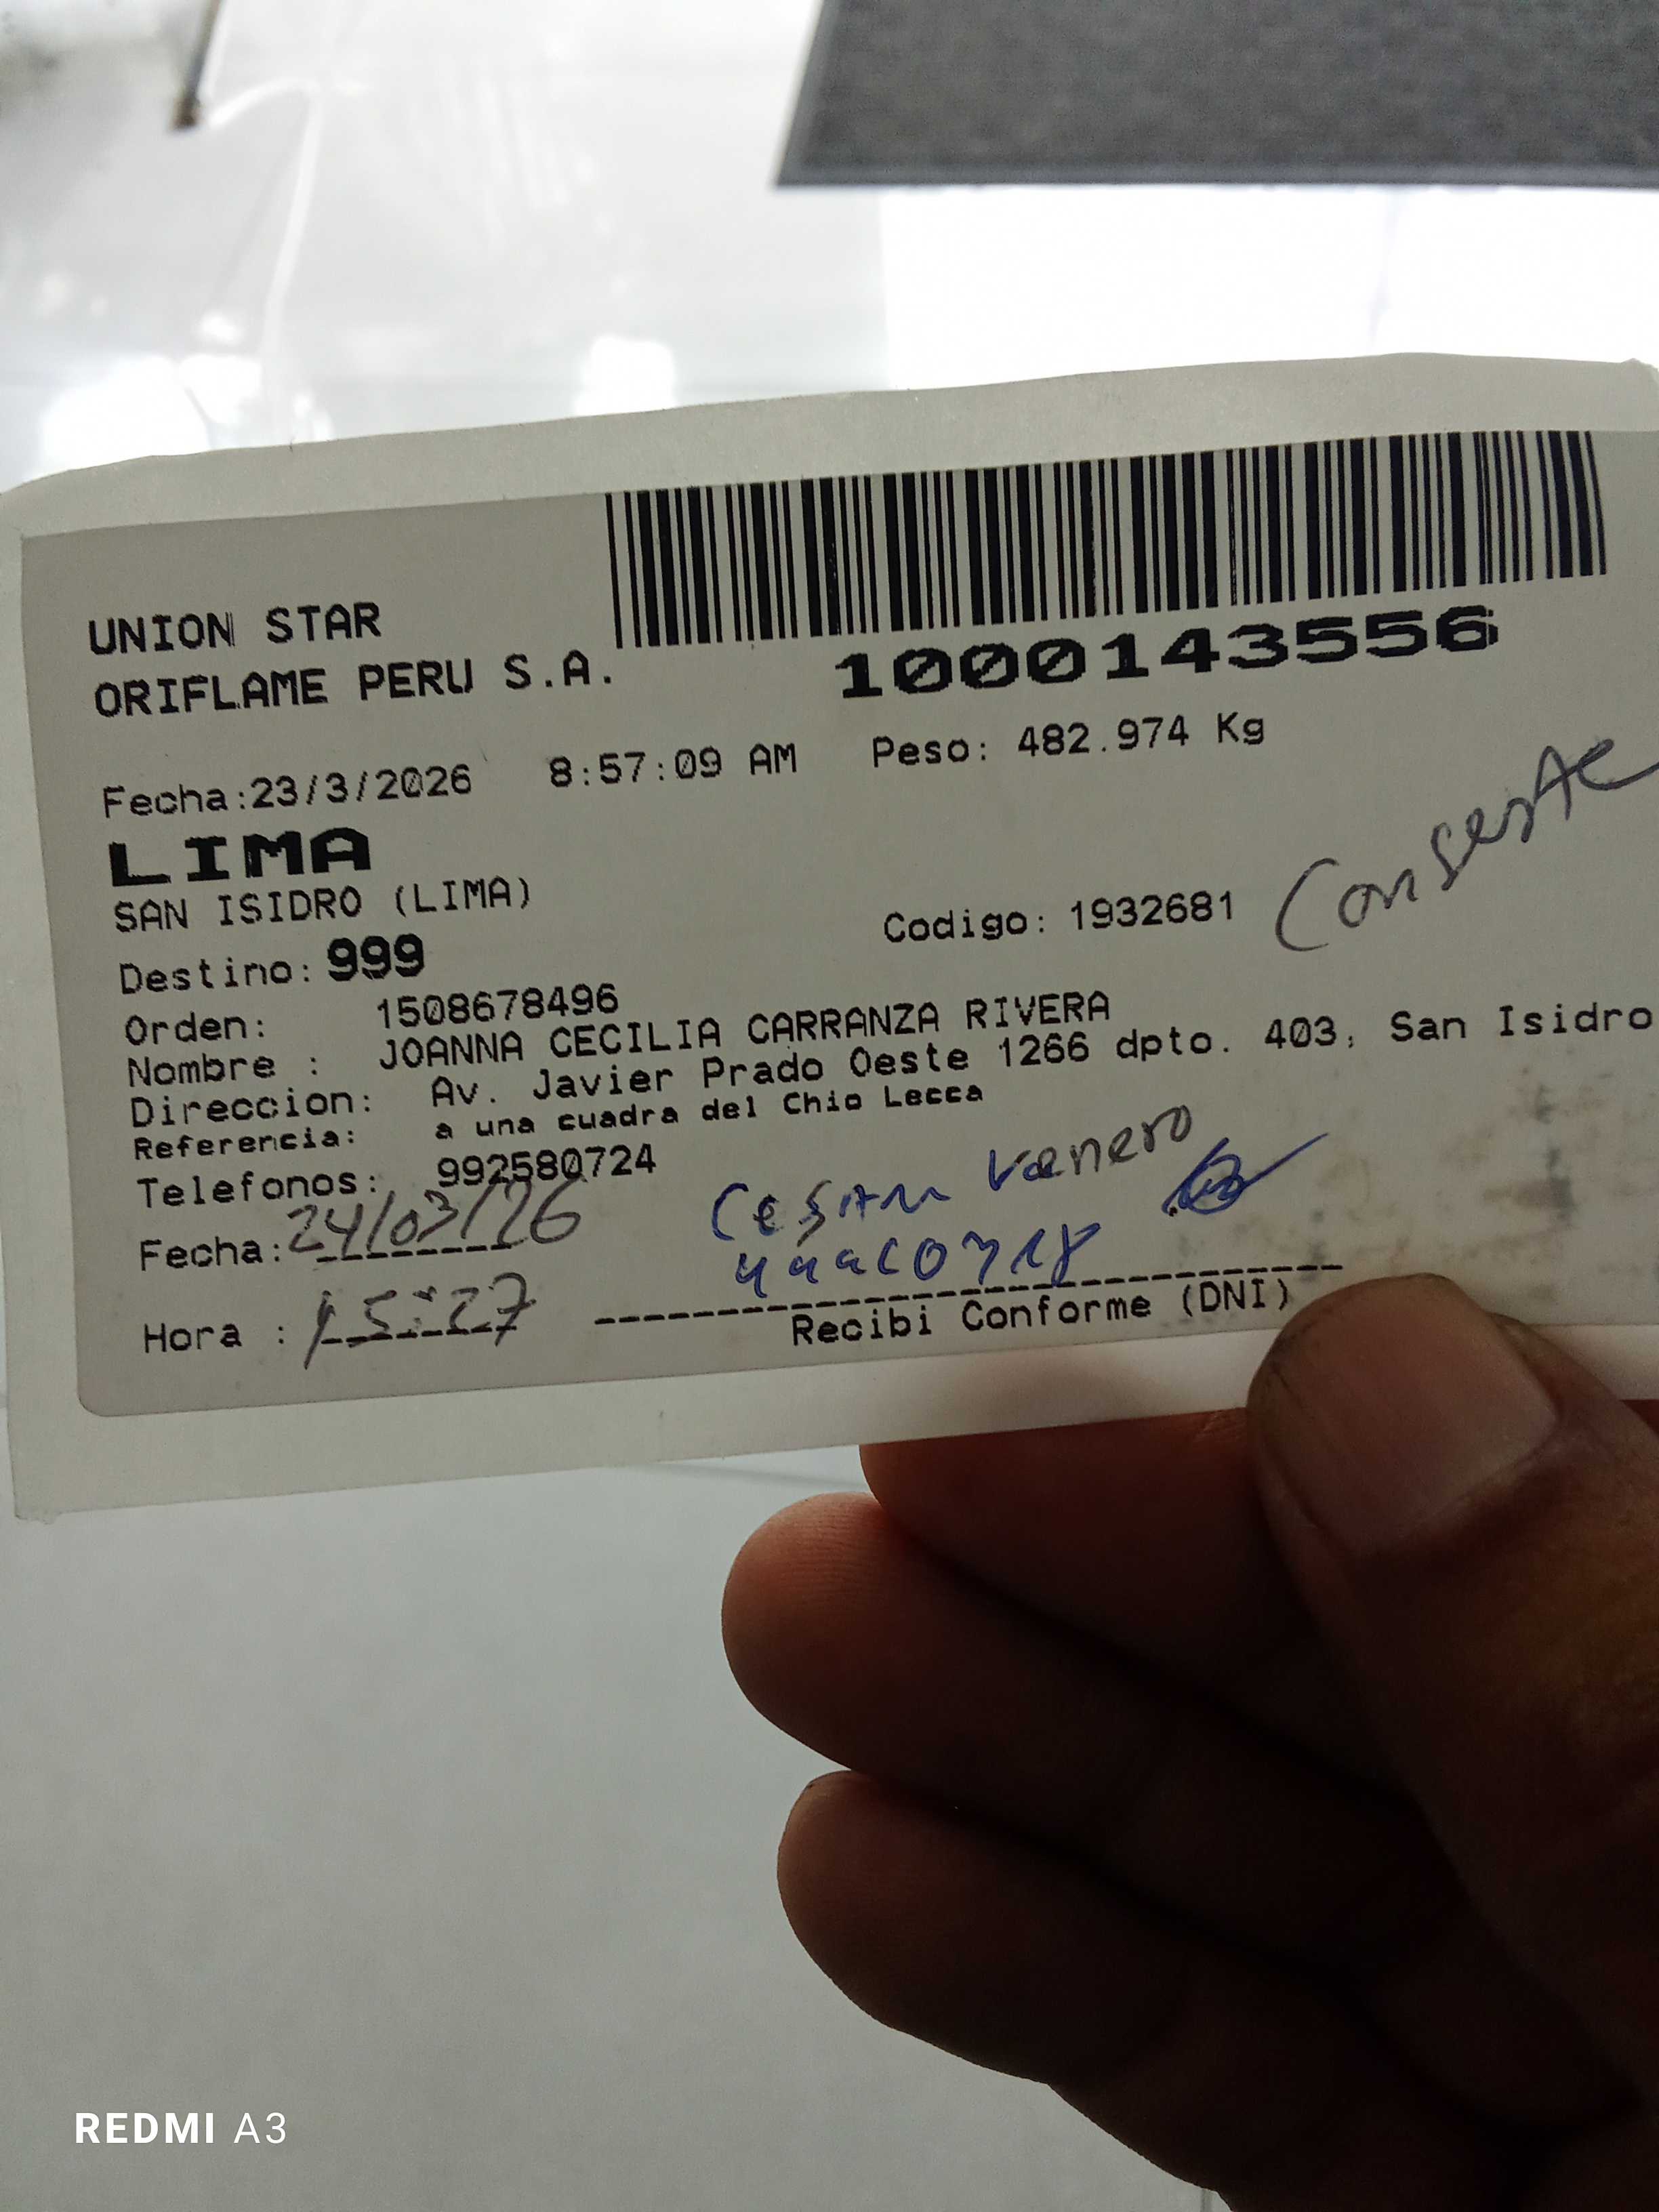 UNION STAR
ORIFLAME PERU S.A.
1000143556
Fecha:23/3/2026 8:57:09 AM Peso: 482.974 Kg
LIMA
SAN ISIDRO (LIMA)
Codigo: 1932681
Destino: 999
Orden: 1508678496
Nombre : JOANNA CECILIA CARRANZA RIVERA
Direccion: Av. Javier Prado Oeste 1266 dpto. 403, San Isidro
Referencia: a una cuadra del Chio Lecca
Telefonos: 992580724
Fecha: 24/03/26
Hora : 15:27
Recibi Conforme (DNI)
REDMI A3